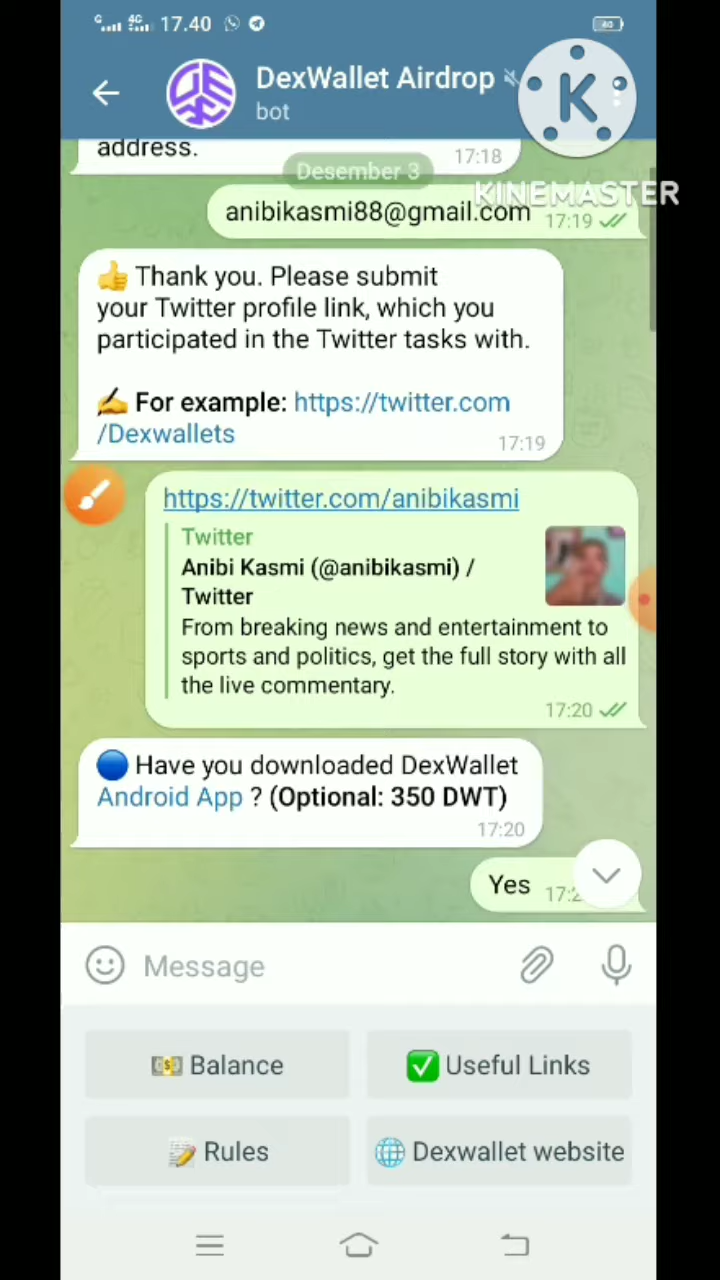 17.40
DexWallet Airdrop
bot
K
KINEMASTER
address.
17:18
Desember 3
anibikasmi88@gmail.com
17:19
👍 Thank you. Please submit
your Twitter profile link, which you
participated in the Twitter tasks with.
✍ For example: https://twitter.com
/Dexwallets
17:19
https://twitter.com/anibikasmi
Twitter
Anibi Kasmi (@anibikasmi) /
Twitter
From breaking news and entertainment to
sports and politics, get the full story with all
the live commentary.
17:20
🔵 Have you downloaded DexWallet
Android App ? (Optional: 350 DWT)
17:20
Yes
Message
💵 Balance
✅ Useful Links
📝 Rules
🌐 Dexwallet website